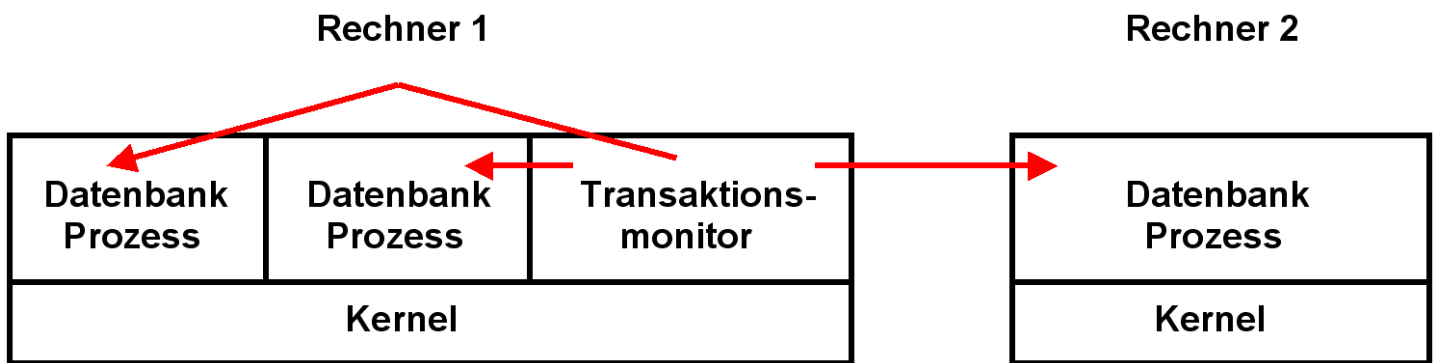 Rechner 1
Rechner 2
Datenbank
Prozess
Datenbank
Prozess
Transaktions-
monitor
Datenbank
Prozess
Kernel
Kernel